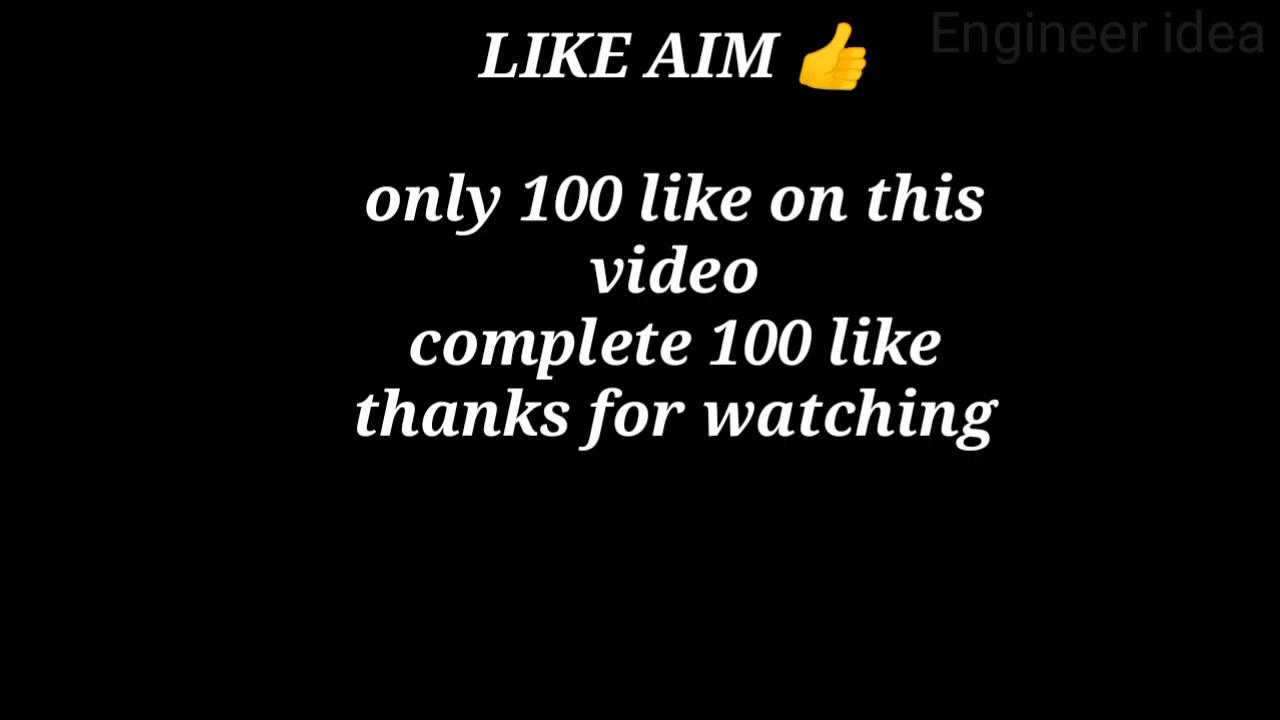 LIKE AIM 👍
Engineer idea
only 100 like on this
video
complete 100 like
thanks for watching